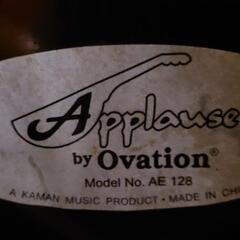 Applause
by Ovation®
Model No. AE 128
A KAMAN MUSIC PRODUCT • MADE IN